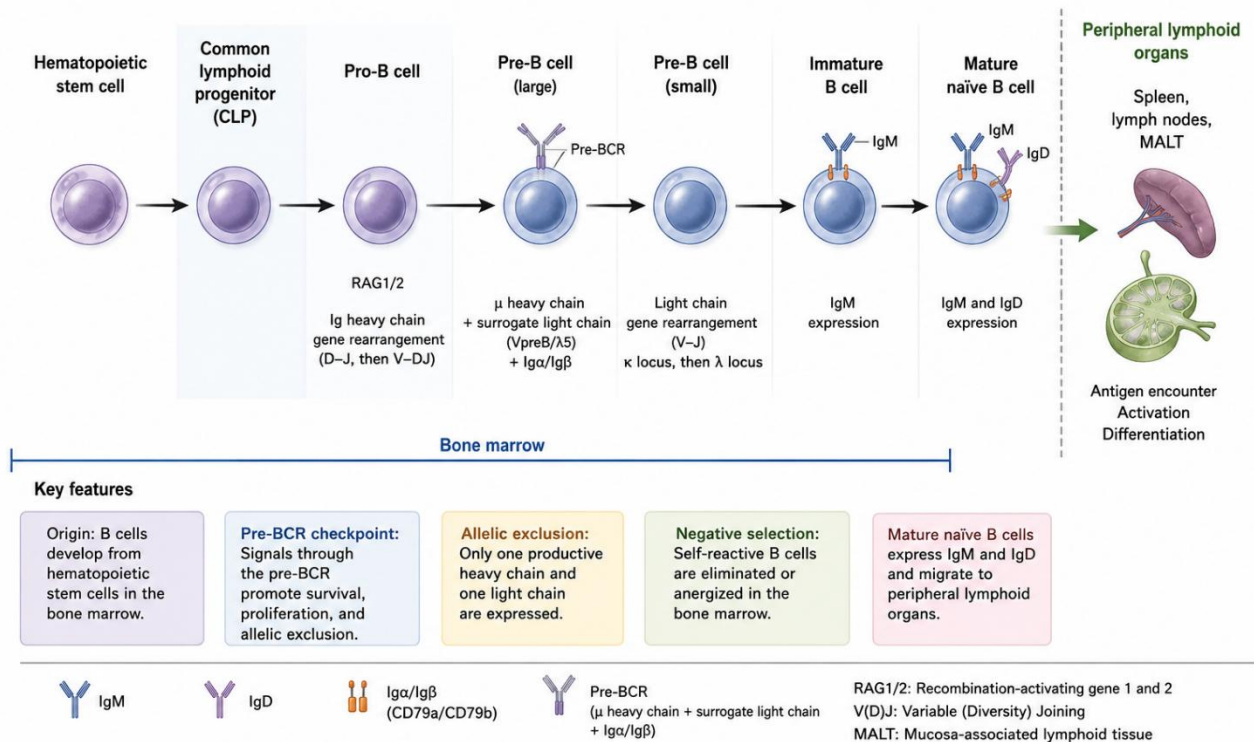 Hematopoietic
stem cell
Common
lymphoid
progenitor
(CLP)
Pro-B cell
Pre-B cell
(large)
Pre-B cell
(small)
Immature
B cell
Mature
naïve B cell
Peripheral lymphoid
organs
Spleen,
lymph nodes,
MALT
Pre-BCR
IgM
IgM
IgD
RAG1/2
Ig heavy chain
gene rearrangement
(D–J, then V–DJ)
μ heavy chain
+ surrogate light chain
(VpreB/λ5)
+ Igα/Igβ
Light chain
gene rearrangement
(V–J)
κ locus, then λ locus
IgM
expression
IgM and IgD
expression
Antigen encounter
Activation
Differentiation
Bone marrow
Key features
Origin: B cells
develop from
hematopoietic
stem cells in the
bone marrow.
Pre-BCR checkpoint:
Signals through
the pre-BCR
promote survival,
proliferation, and
allelic exclusion.
Allelic exclusion:
Only one productive
heavy chain and
one light chain
are expressed.
Negative selection:
Self-reactive B cells
are eliminated or
anergized in the
bone marrow.
Mature naïve B cells
express IgM and IgD
and migrate to
peripheral lymphoid
organs.
IgM
IgD
Igα/Igβ
(CD79a/CD79b)
Pre-BCR
(μ heavy chain + surrogate light chain
+ Igα/Igβ)
RAG1/2: Recombination-activating gene 1 and 2
V(D)J: Variable (Diversity) Joining
MALT: Mucosa-associated lymphoid tissue